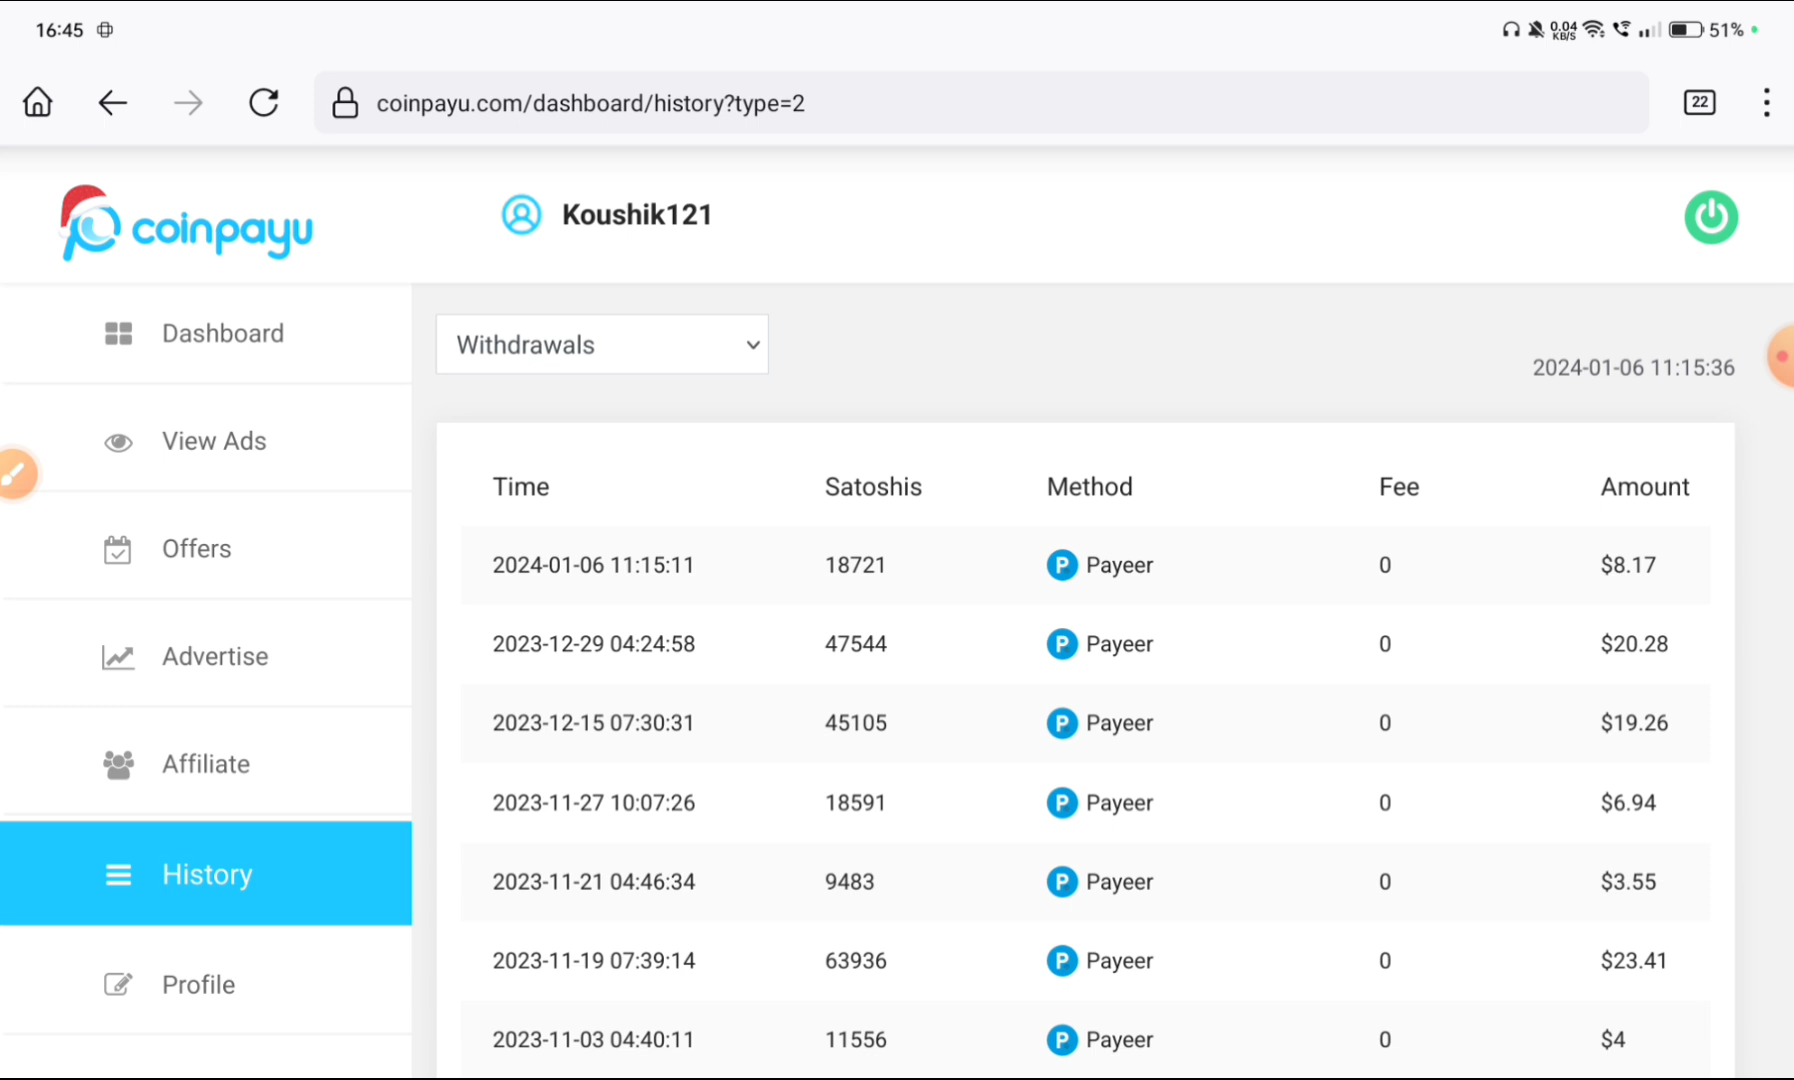 16:45
0.04 KB/S 51%
coinpayu.com/dashboard/history?type=2 22
coinpayu Koushik121
Dashboard
Withdrawals
2024-01-06 11:15:36
View Ads
Offers
Advertise
Affiliate
History
Profile
Time Satoshis Method Fee Amount
2024-01-06 11:15:11 18721 P Payeer 0 $8.17
2023-12-29 04:24:58 47544 P Payeer 0 $20.28
2023-12-15 07:30:31 45105 P Payeer 0 $19.26
2023-11-27 10:07:26 18591 P Payeer 0 $6.94
2023-11-21 04:46:34 9483 P Payeer 0 $3.55
2023-11-19 07:39:14 63936 P Payeer 0 $23.41
2023-11-03 04:40:11 11556 P Payeer 0 $4